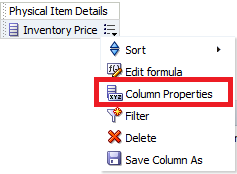 Physical Item Details
Inventory Price
Sort
Edit formula
Column Properties
Filter
Delete
Save Column As